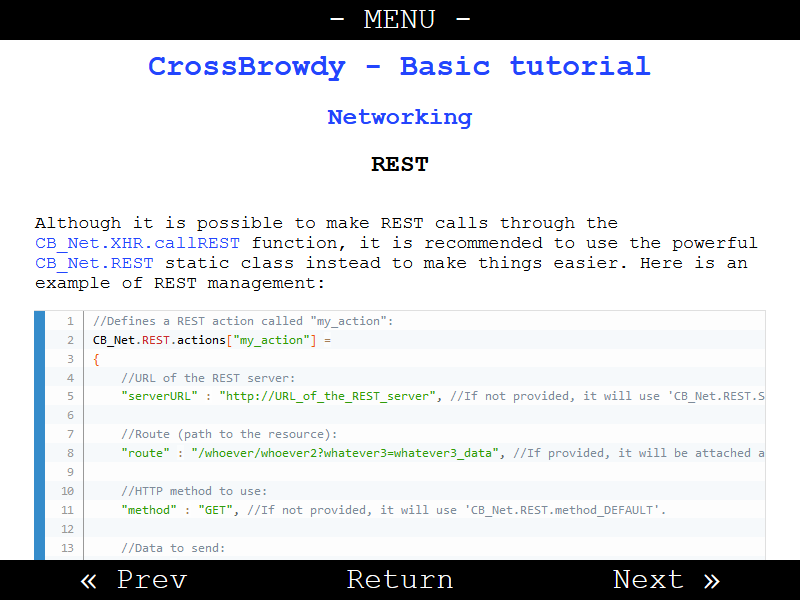 - MENU -
CrossBrowdy - Basic tutorial
Networking
REST
Although it is possible to make REST calls through the
CB_Net.XHR.callREST function, it is recommended to use the powerful
CB_Net.REST static class instead to make things easier. Here is an
example of REST management:
1 //Defines a REST action called "my_action":
2 CB_Net.REST.actions["my_action"] =
3 {
4 //URL of the REST server:
5 "serverURL" : "http://URL_of_the_REST_server", //If not provided, it will use 'CB_Net.REST.S
6
7 //Route (path to the resource):
8 "route" : "/whoever/whoever2?whatever3=whatever3_data", //If provided, it will be attached a
9
10 //HTTP method to use:
11 "method" : "GET", //If not provided, it will use 'CB_Net.REST.method_DEFAULT'.
12
13 //Data to send:
« Prev Return Next »